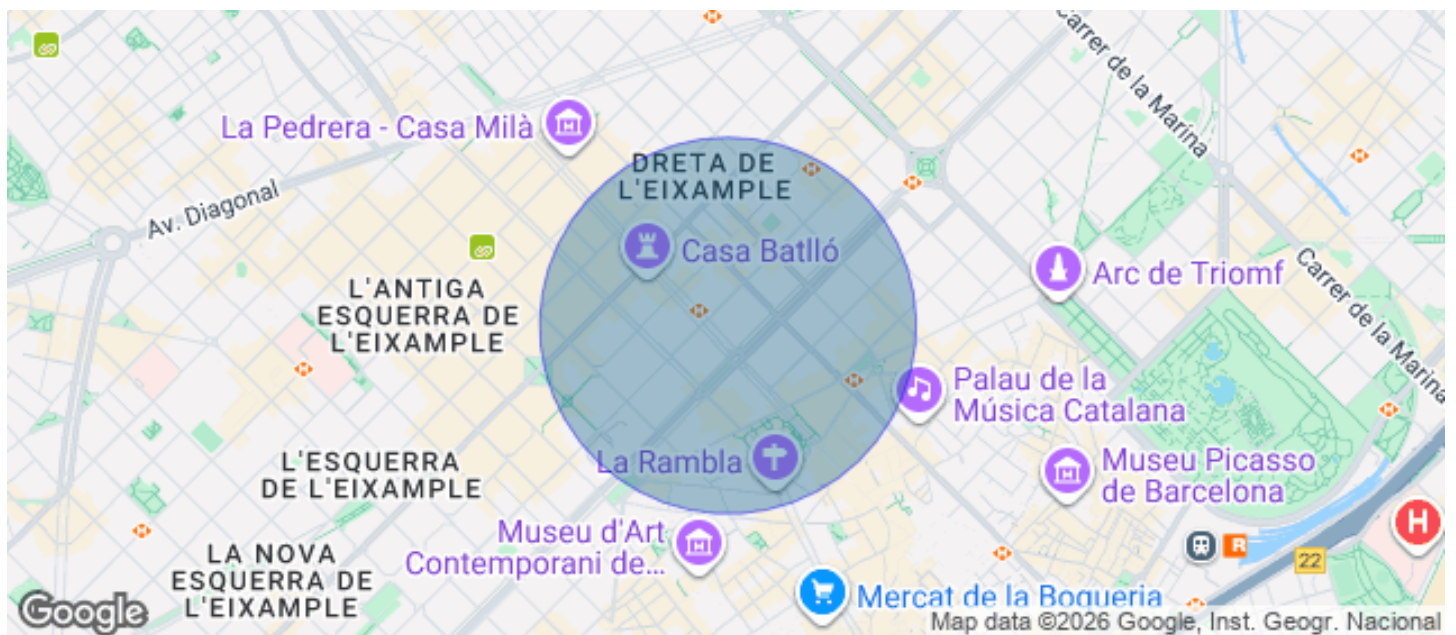 Carrer de la Marina
La Pedrera - Casa Milà
DRETA DE
L'EIXAMPLE
Av. Diagonal
Casa Batlló
Arc de Triomf
Carrer de la Marina
L'ANTIGA
ESQUERRA DE
L'EIXAMPLE
Palau de la
Música Catalana
L'ESQUERRA
DE L'EIXAMPLE
La Rambla
Museu Picasso
de Barcelona
Museu d'Art
Contemporani de...
H
R
22
LA NOVA
ESQUERRA DE
L'EIXAMPLE
Mercat de la Boqueria
Google
Map data ©2026 Google, Inst. Geogr. Nacional